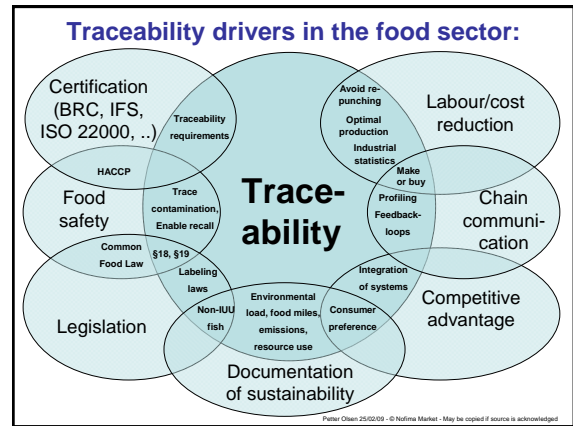 Traceability drivers in the food sector:
Certification
(BRC, IFS,
ISO 22000, ..)
Traceability
requirements
Avoid re-
punching
Optimal
production
Industrial
statistics
Labour/cost
reduction
HACCP
Food
safety
Trace
contamination,
Enable recall
Trace-
ability
Make
or buy
Profiling
Feedback-
loops
Chain
communi-
cation
Common
Food Law
§18, §19
Labeling
laws
Legislation
Non-IUU
fish
Environmental
load, food miles,
emissions,
resource use
Integration
of systems
Consumer
preference
Competitive
advantage
Documentation
of sustainability
Petter Olsen 25/02/09 - © Nofima Market - May be copied if source is acknowledged